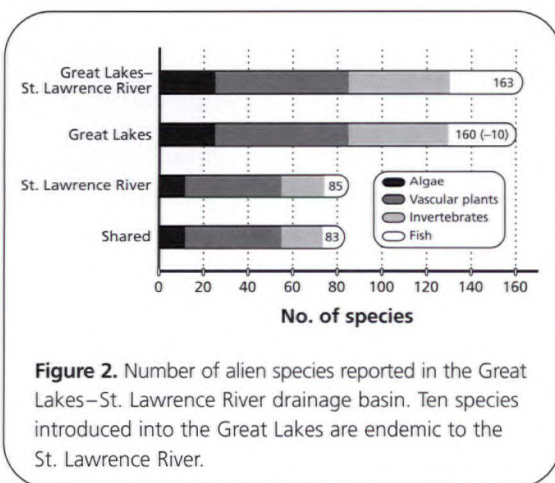 Great Lakes–
St. Lawrence River
163
Great Lakes
160 (–10)
St. Lawrence River
85
Shared
83
Algae
Vascular plants
Invertebrates
Fish
0 20 40 60 80 100 120 140 160
No. of species
Figure 2. Number of alien species reported in the Great
Lakes–St. Lawrence River drainage basin. Ten species
introduced into the Great Lakes are endemic to the
St. Lawrence River.